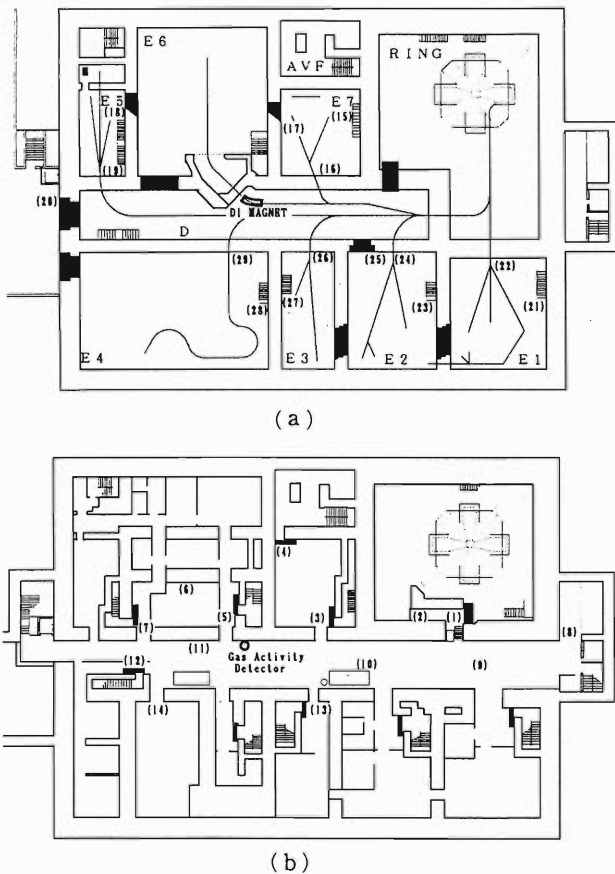 E6
AVF
RING
E5
(18)
(19)
E7
(17)
(15)
(16)
(20)
D1 MAGNET
D
(29)
(26)
(25)
(24)
(22)
(28)
(27)
(23)
(21)
E4
E3
E2
E1
(a)
(4)
(6)
(5)
(3)
(2)
(1)
(7)
(8)
(11)
Gas Activity
Detector
(12)
(10)
(9)
(14)
(13)
(b)